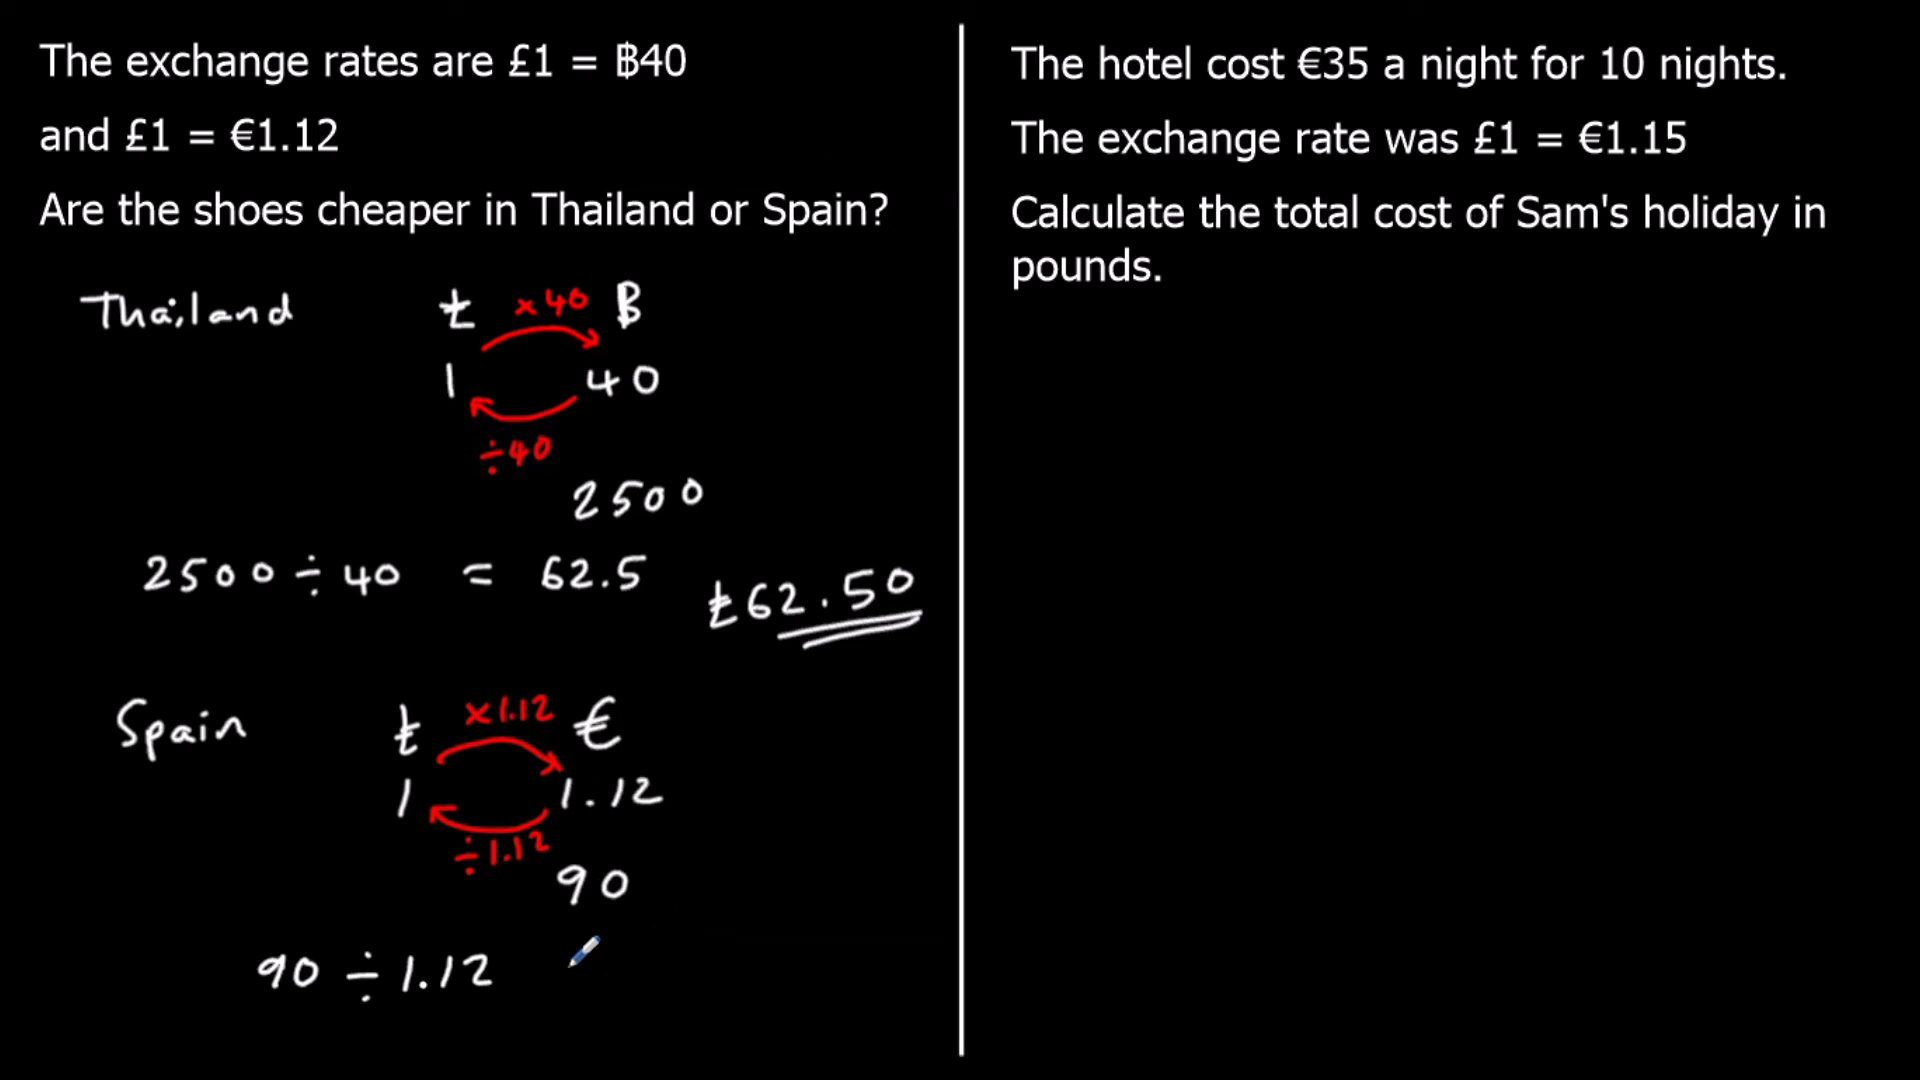 The exchange rates are £1 = ฿40
and £1 = €1.12
Are the shoes cheaper in Thailand or Spain?
Thailand £ ×40 ฿
1 40
÷40
2500
2500 ÷ 40 = 62.5 £62.50
Spain £ ×1.12 €
1 1.12
÷1.12
90
90 ÷ 1.12
The hotel cost €35 a night for 10 nights.
The exchange rate was £1 = €1.15
Calculate the total cost of Sam's holiday in
pounds.